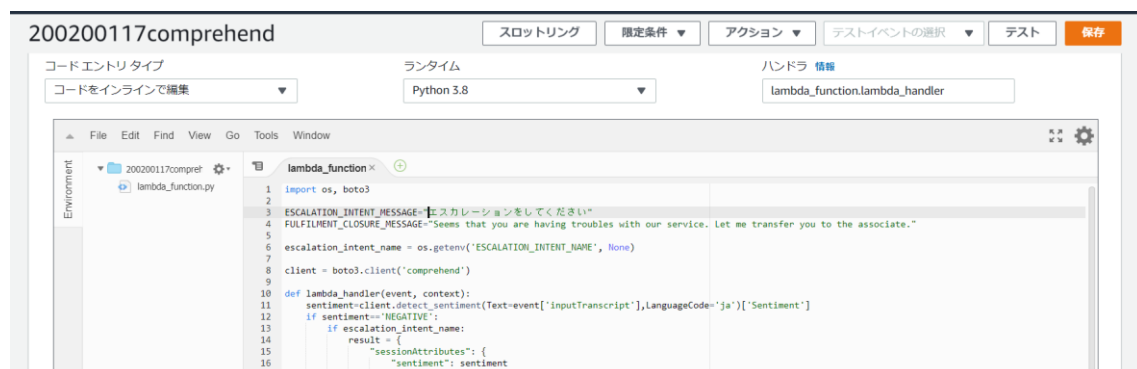 200200117comprehend
スロットリング
限定条件 ▼
アクション ▼
テストイベントの選択 ▼
テスト
保存
コード エントリ タイプ
ランタイム
ハンドラ 情報
コードをインラインで編集 ▼
Python 3.8 ▼
lambda_function.lambda_handler
File Edit Find View Go Tools Window
Environment
200200117compreh
lambda_function.py
lambda_function ×
1 import os, boto3
2
3 ESCALATION_INTENT_MESSAGE="エスカレーションをしてください"
4 FULFILMENT_CLOSURE_MESSAGE="Seems that you are having troubles with our service. Let me transfer you to the associate."
5
6 escalation_intent_name = os.getenv('ESCALATION_INTENT_NAME', None)
7
8 client = boto3.client('comprehend')
9
10 def lambda_handler(event, context):
11     sentiment=client.detect_sentiment(Text=event['inputTranscript'],LanguageCode='ja')['Sentiment']
12     if sentiment=='NEGATIVE':
13         if escalation_intent_name:
14             result = {
15                 "sessionAttributes": {
16                     "sentiment": sentiment